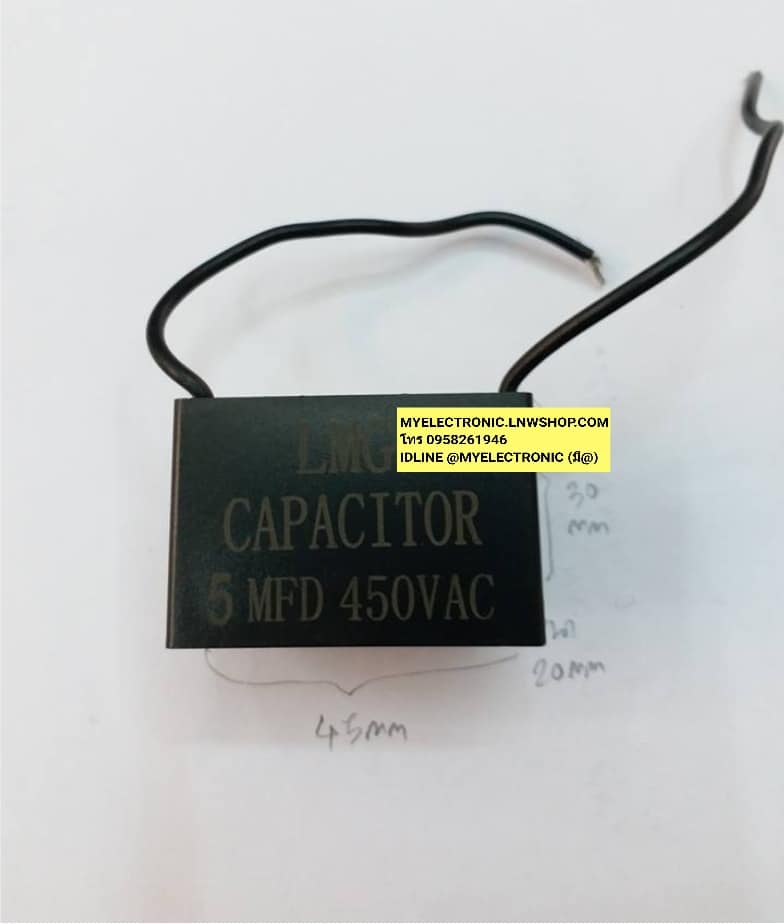 LMG
MYELECTRONIC.LNWSHOP.COM
โทร 0958261946
IDLINE @MYELECTRONIC (มี@)
CAPACITOR
5 MFD 450VAC
30
mm
20mm
45mm